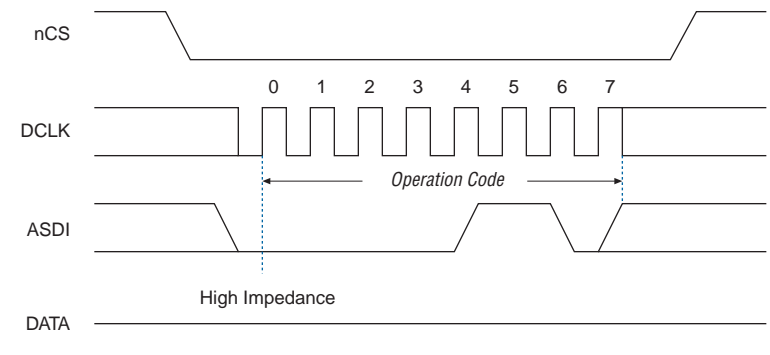 nCS
0 1 2 3 4 5 6 7
DCLK
Operation Code
ASDI
High Impedance
DATA